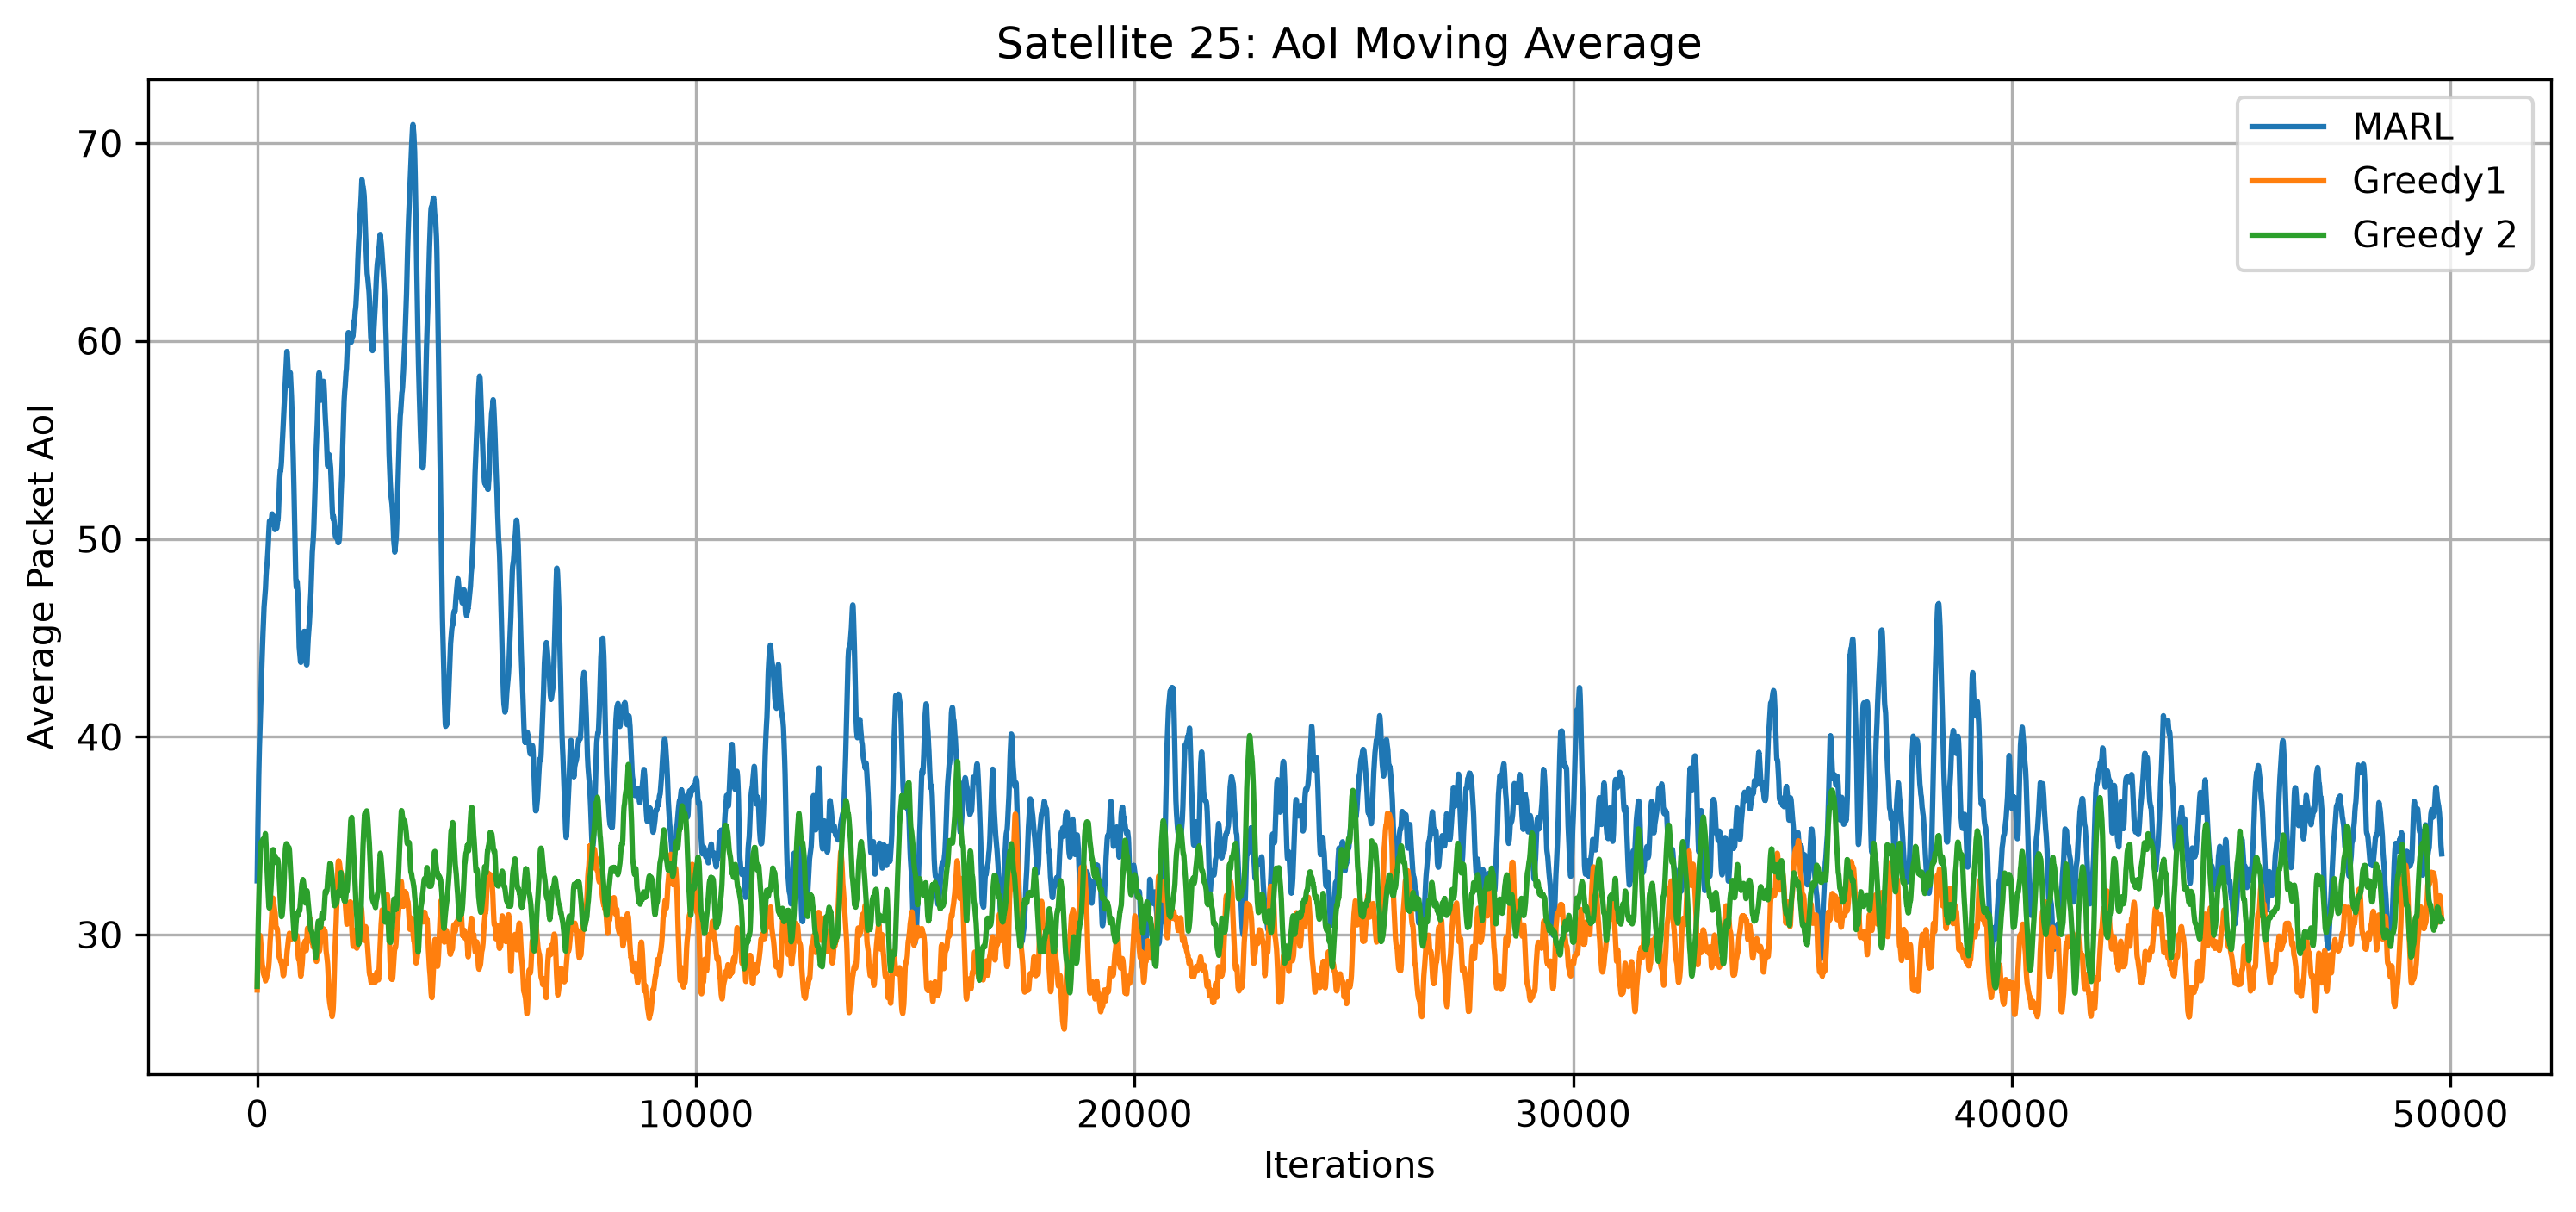 Satellite 25: AoI Moving Average
MARL
Greedy1
Greedy 2
Average Packet AoI
70
60
50
40
30
0 10000 20000 30000 40000 50000
Iterations